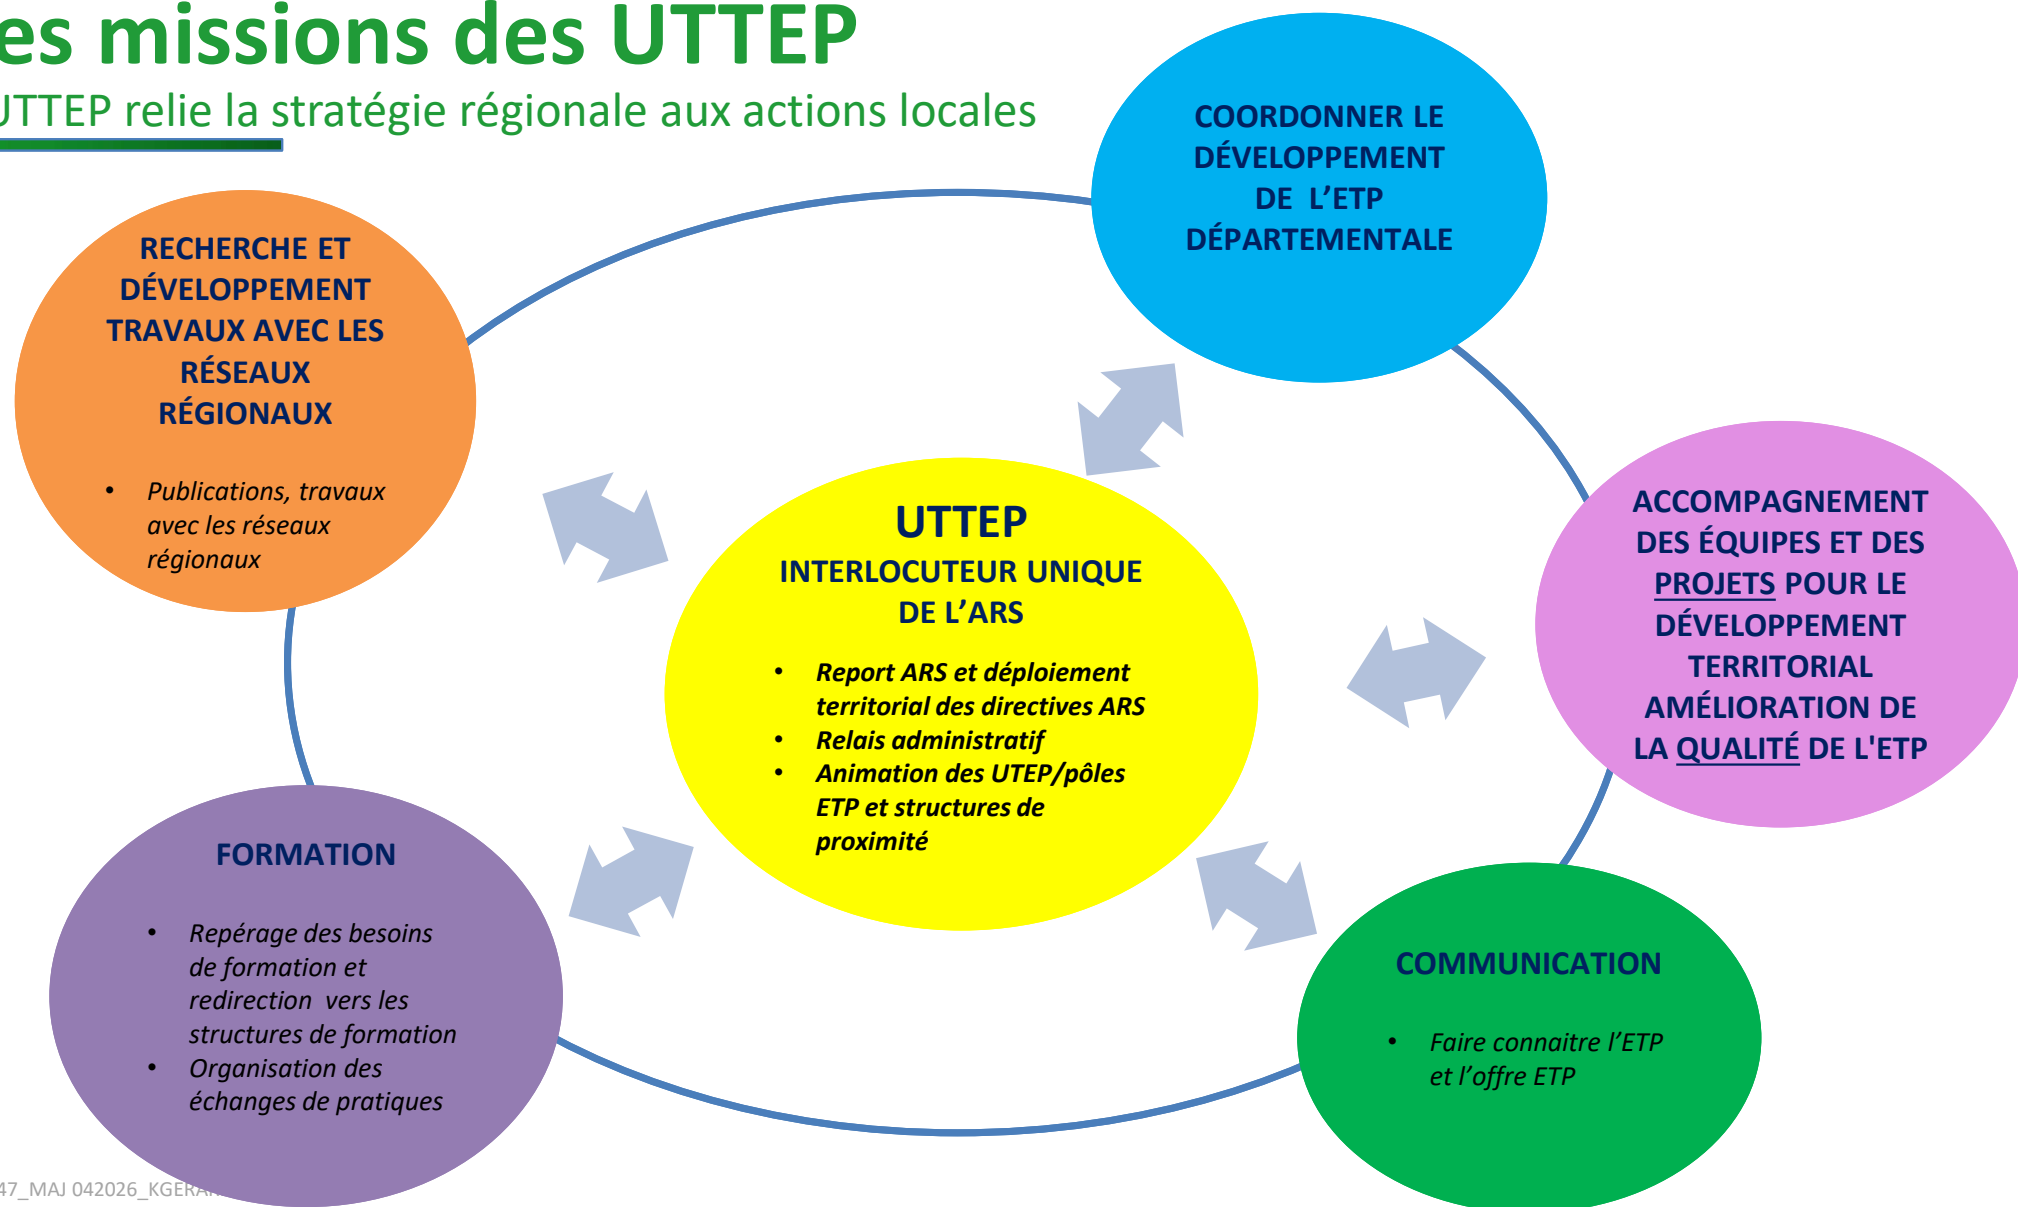 es missions des UTTEP
UTTEP relie la stratégie régionale aux actions locales
COORDONNER LE
DÉVELOPPEMENT
DE L’ETP
DÉPARTEMENTALE
RECHERCHE ET
DÉVELOPPEMENT
TRAVAUX AVEC LES
RÉSEAUX
RÉGIONAUX
• Publications, travaux
avec les réseaux
régionaux
UTTEP
INTERLOCUTEUR UNIQUE
DE L’ARS
• Report ARS et déploiement
territorial des directives ARS
• Relais administratif
• Animation des UTEP/pôles
ETP et structures de
proximité
ACCOMPAGNEMENT
DES ÉQUIPES ET DES
PROJETS POUR LE
DÉVELOPPEMENT
TERRITORIAL
AMÉLIORATION DE
LA QUALITÉ DE L'ETP
FORMATION
• Repérage des besoins
de formation et
redirection vers les
structures de formation
• Organisation des
échanges de pratiques
COMMUNICATION
• Faire connaitre l’ETP
et l’offre ETP
47_MAJ 042026_KGERA